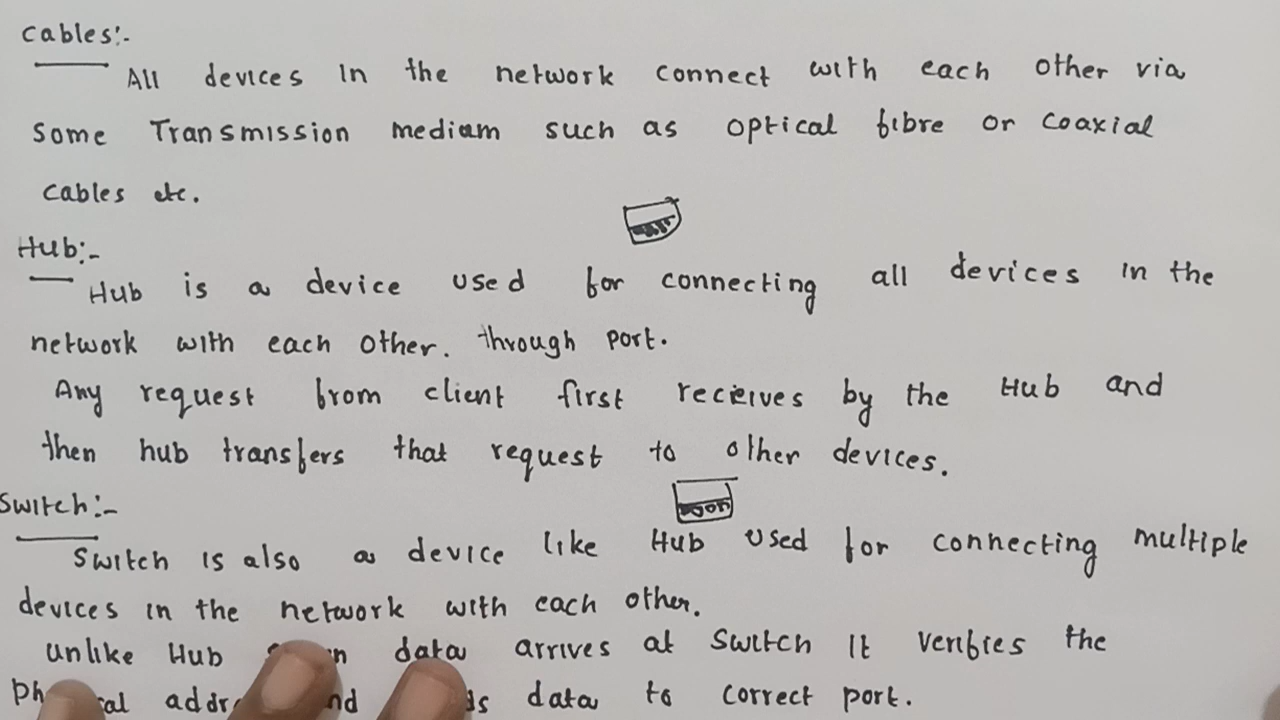 Cables:-
All devices in the network connect with each other via
some Transmission medium such as optical fibre or coaxial
cables etc.
Hub:-
Hub is a device used for connecting all devices in the
network with each other. through port.
Any request from client first recieves by the Hub and
then hub transfers that request to other devices.
Switch:-
Switch is also a device like Hub used for connecting multiple
devices in the network with each other.
unlike Hub data arrives at switch it verifies the
data to correct port.